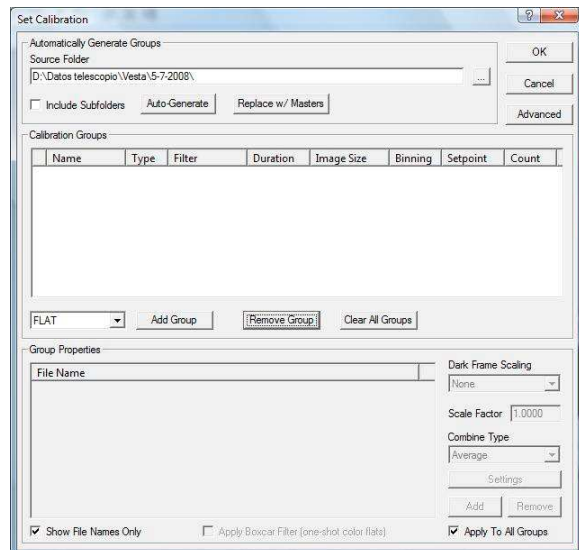 Set Calibration
Automatically Generate Groups
Source Folder
D:\Datos telescopio\Vesta\5-7-2008\
...
Include Subfolders
Auto-Generate
Replace w/ Masters
OK
Cancel
Advanced
Calibration Groups
Name Type Filter Duration Image Size Binning Setpoint Count
FLAT
Add Group
Remove Group
Clear All Groups
Group Properties
File Name
Dark Frame Scaling
None
Scale Factor 1.0000
Combine Type
Average
Settings
Add
Remove
Show File Names Only
Apply Boxcar Filter (one-shot color flats)
Apply To All Groups